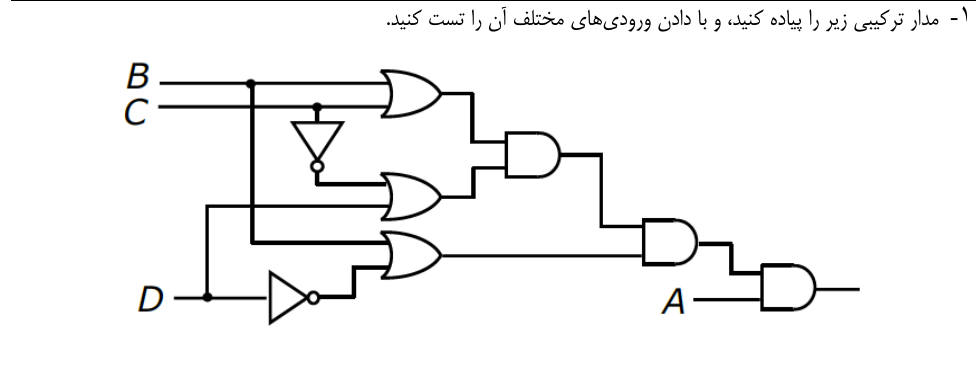 ۱- مدار ترکیبی زیر را پیاده کنید، و با دادن ورودی‌های مختلف آن را تست کنید.
B
C
D
A